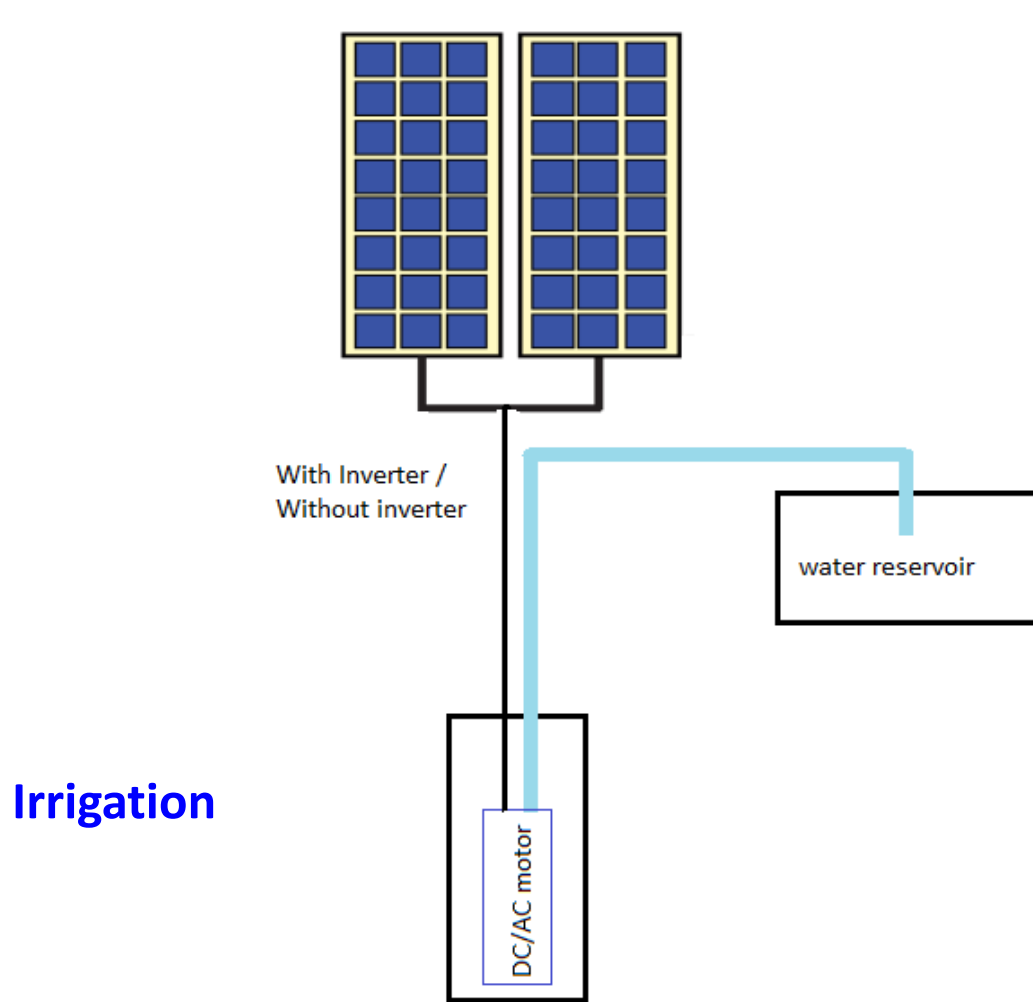 With Inverter /
Without inverter
water reservoir
Irrigation
DC/AC motor